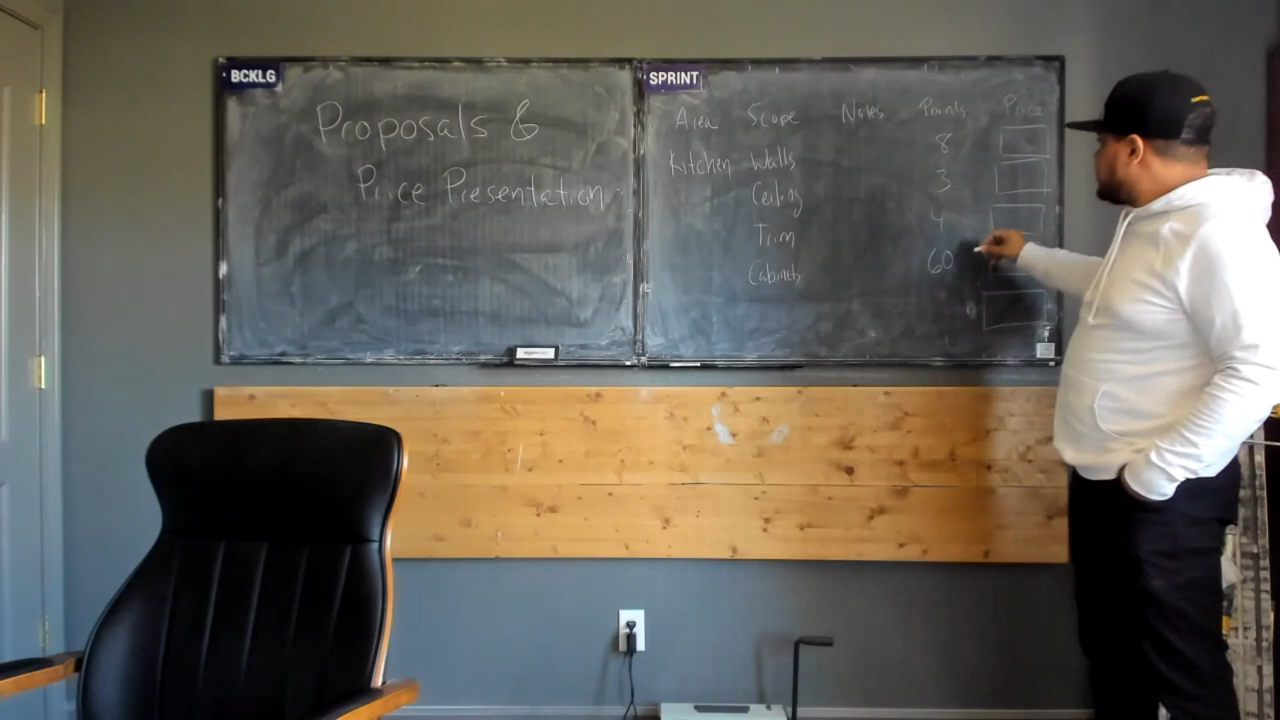 BCKLG
Proposals &
Price Presentation
SPRINT
Area Scope Notes Points Price
8
Kitchen Walls
3
Ceiling
4
Trim
60
Cabinets